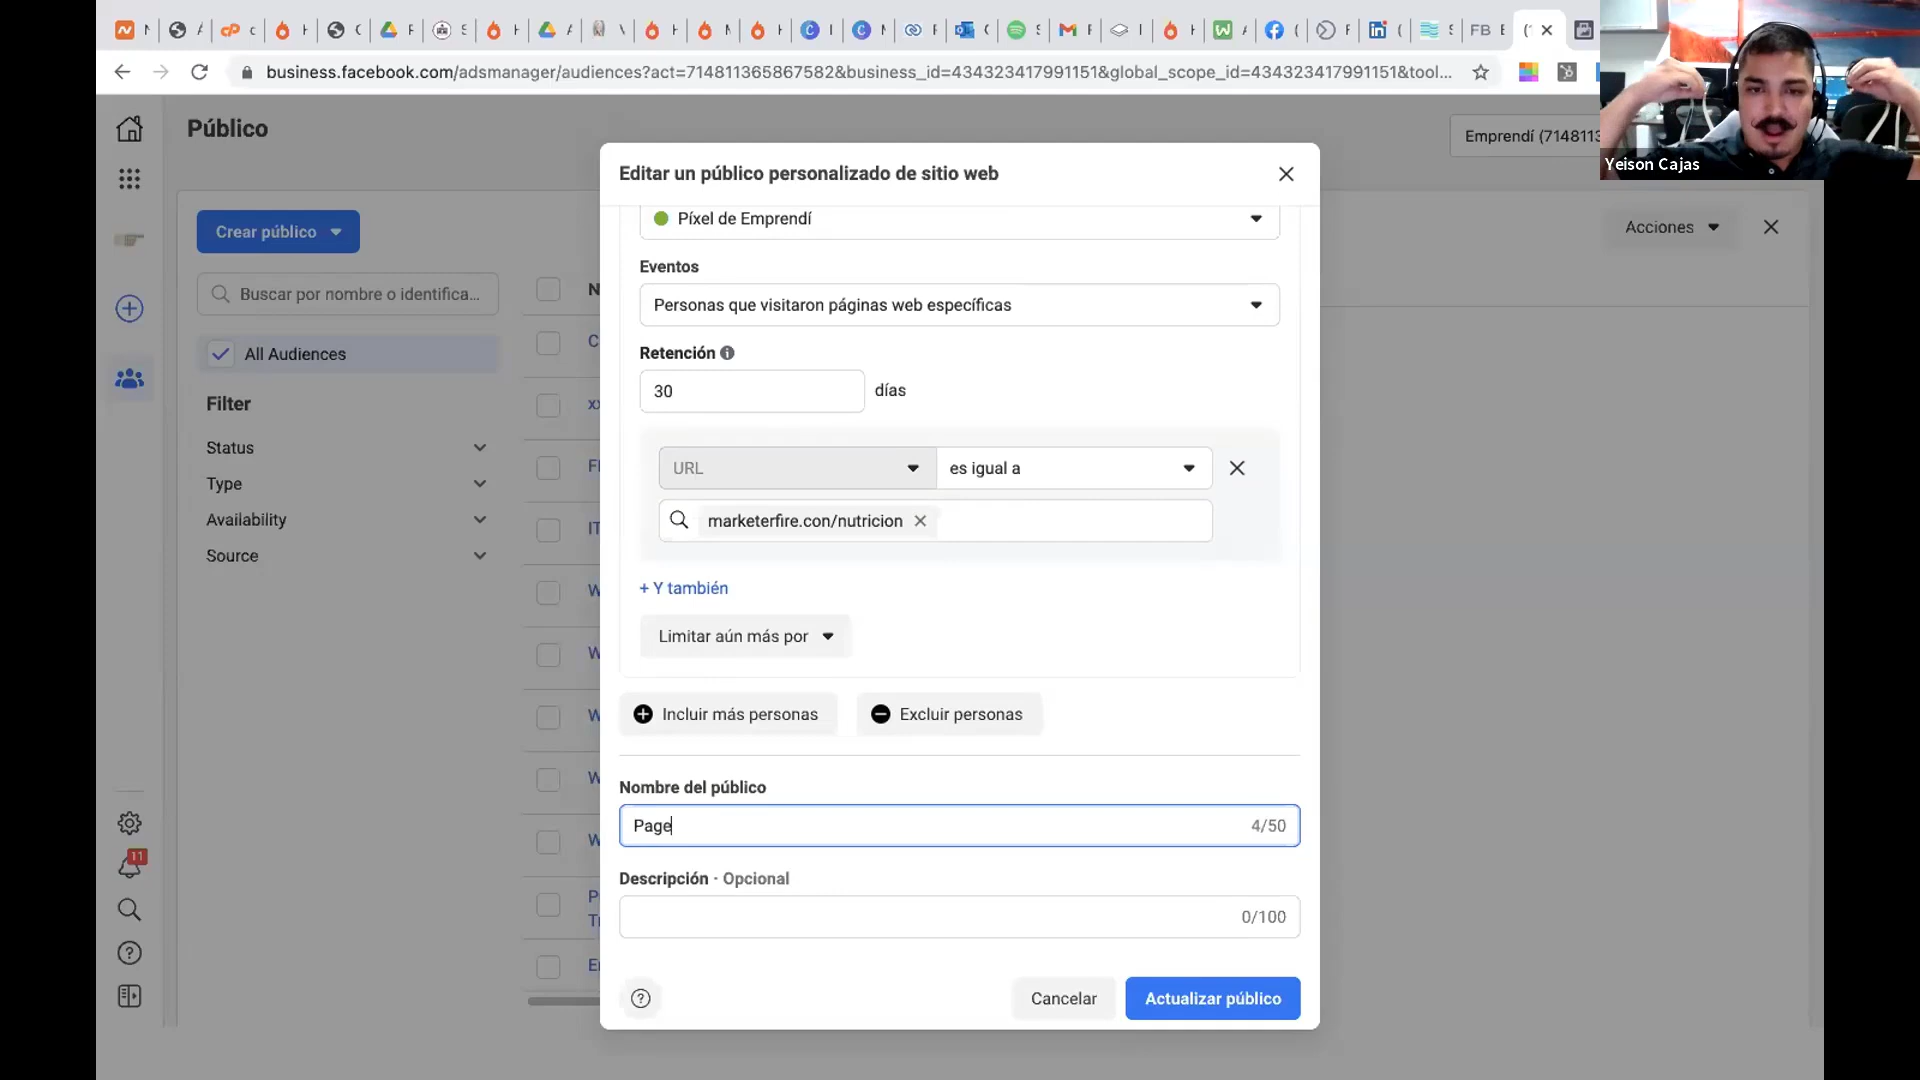 business.facebook.com/adsmanager/audiences?act=714811365867582&business_id=434323417991151&global_scope_id=434323417991151&tool...
Yeison Cajas
Público
Emprendí (7148113
Crear público
Acciones
Buscar por nombre o identifica...
All Audiences
Filter
Status
Type
Availability
Source
11
Editar un público personalizado de sitio web
Píxel de Emprendí
Eventos
Personas que visitaron páginas web específicas
Retención
30 días
URL es igual a
marketerfire.con/nutricion
+ Y también
Limitar aún más por
Incluir más personas Excluir personas
Nombre del público
Page 4/50
Descripción · Opcional
0/100
Cancelar Actualizar público